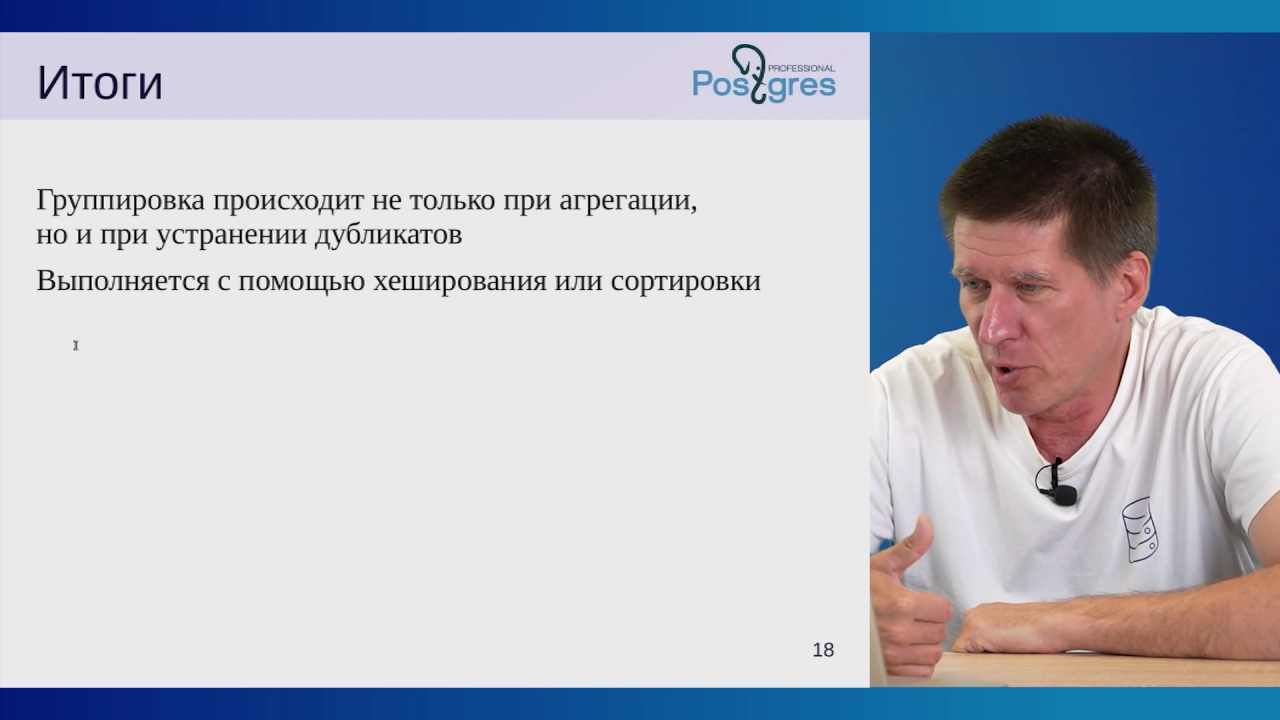 Итоги
PROFESSIONAL
Postgres
Группировка происходит не только при агрегации,
но и при устранении дубликатов
Выполняется с помощью хеширования или сортировки
18